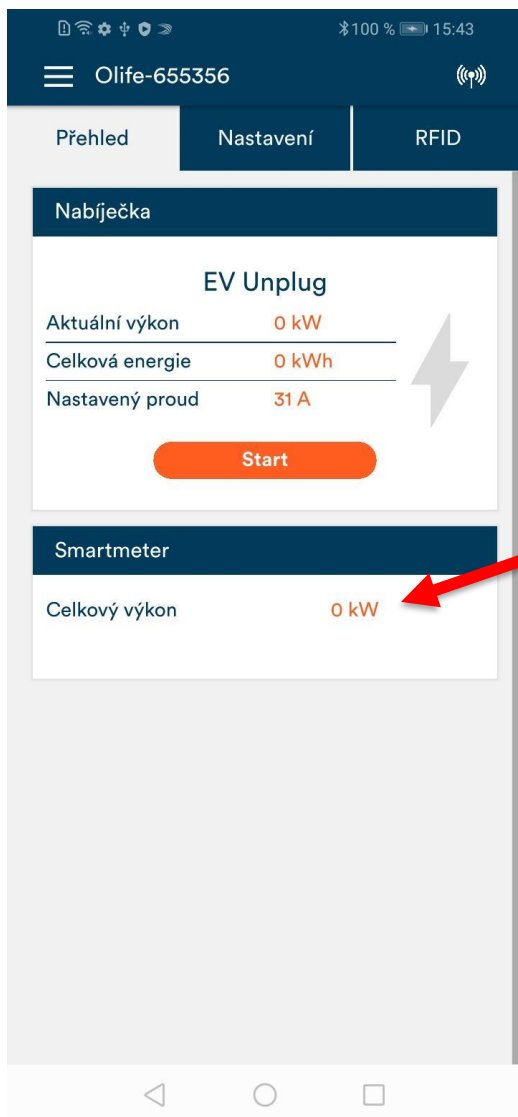 100 % 15:43
Olife-655356
Přehled Nastavení RFID
Nabíječka
EV Unplug
Aktuální výkon 0 kW
Celková energie 0 kWh
Nastavený proud 31 A
Start
Smartmeter
Celkový výkon 0 kW